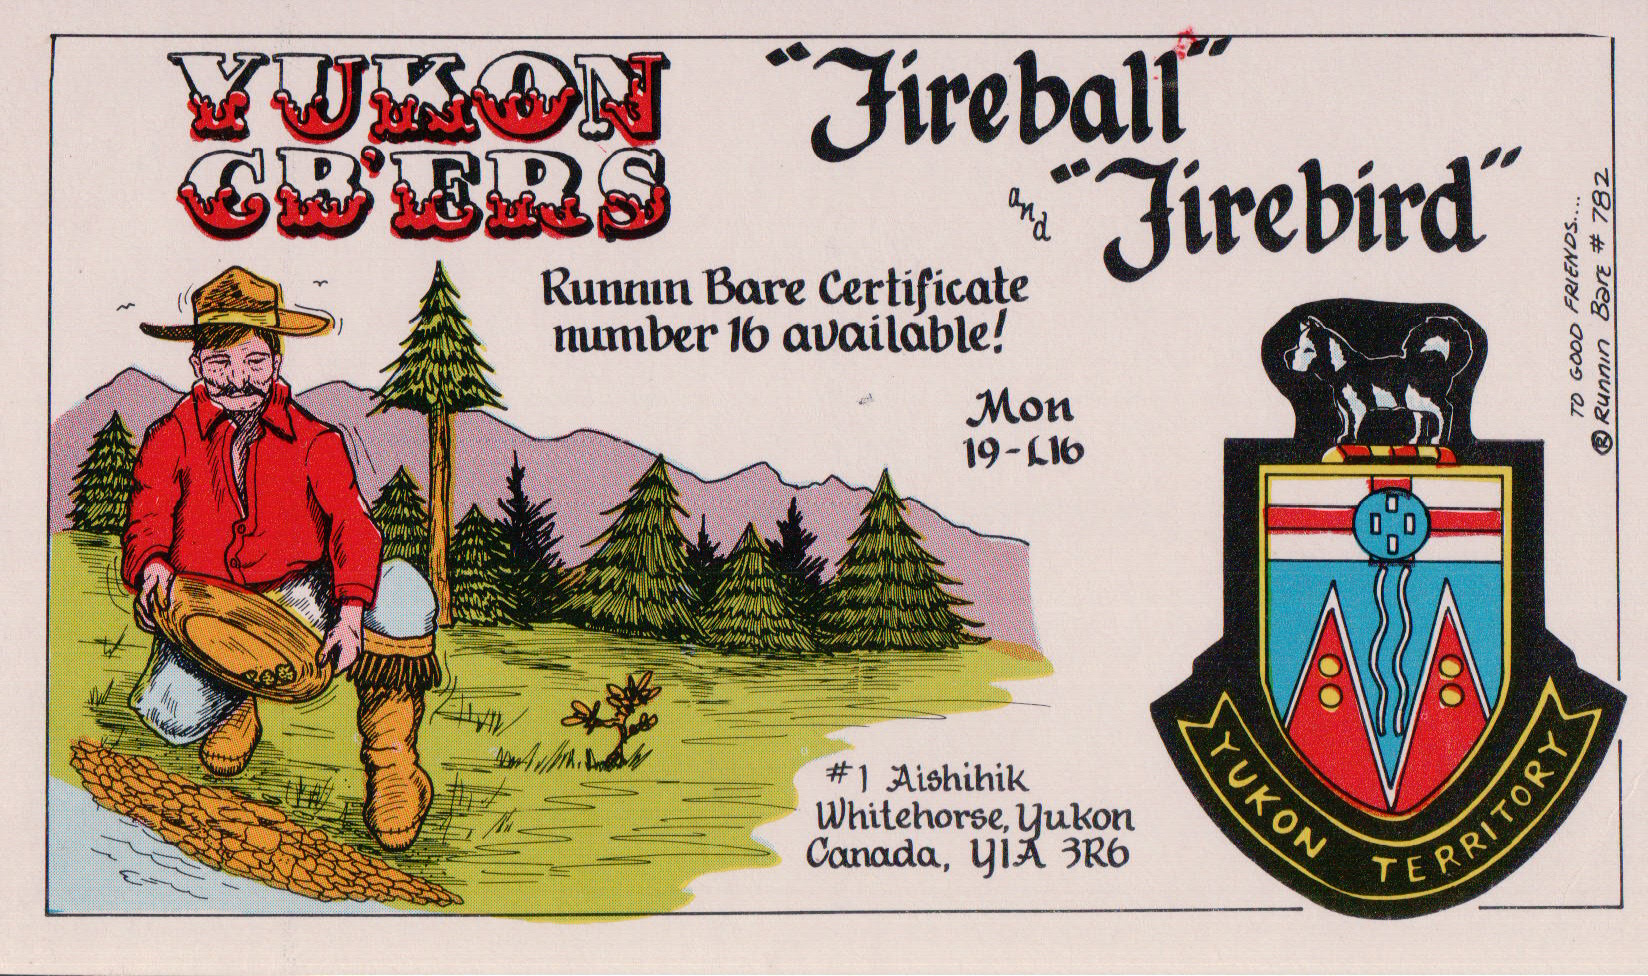 YUKON
CB'ERS
"Fireball"
and "Firebird"
Runnin Bare Certificate
number 16 available!
Mon
19-L16
#1 Aishihik
Whitehorse, Yukon
Canada, Y1A 3R6
YUKON TERRITORY
TO GOOD FRIENDS....
® Runnin Bare # 782